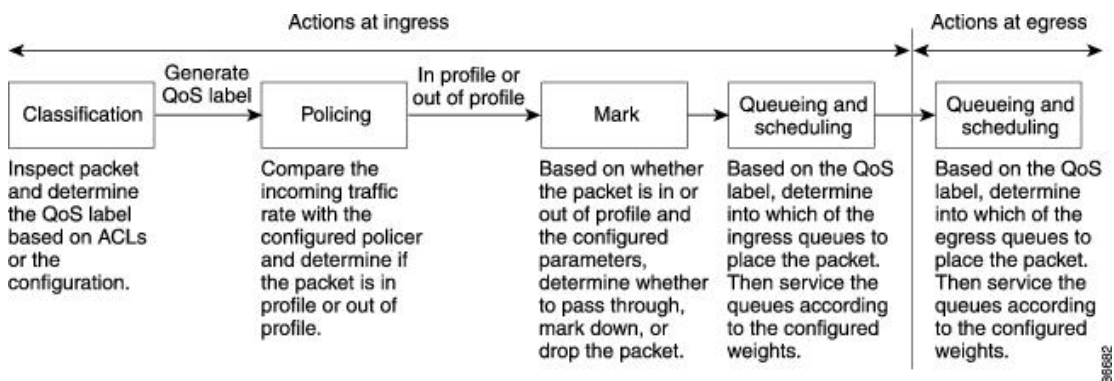 Actions at ingress
Actions at egress
Generate
QoS label
In profile or
out of profile
Classification
Policing
Mark
Queueing and
scheduling
Queueing and
scheduling
Inspect packet
and determine
the QoS label
based on ACLs
or the
configuration.
Compare the
incoming traffic
rate with the
configured policer
and determine if
the packet is in
profile or out of
profile.
Based on whether
the packet is in or
out of profile and
the configured
parameters,
determine whether
to pass through,
mark down, or
drop the packet.
Based on the QoS
label, determine
into which of the
ingress queues to
place the packet.
Then service the
queues according
to the configured
weights.
Based on the QoS
label, determine
into which of the
egress queues to
place the packet.
Then service the
queues according
to the configured
weights.